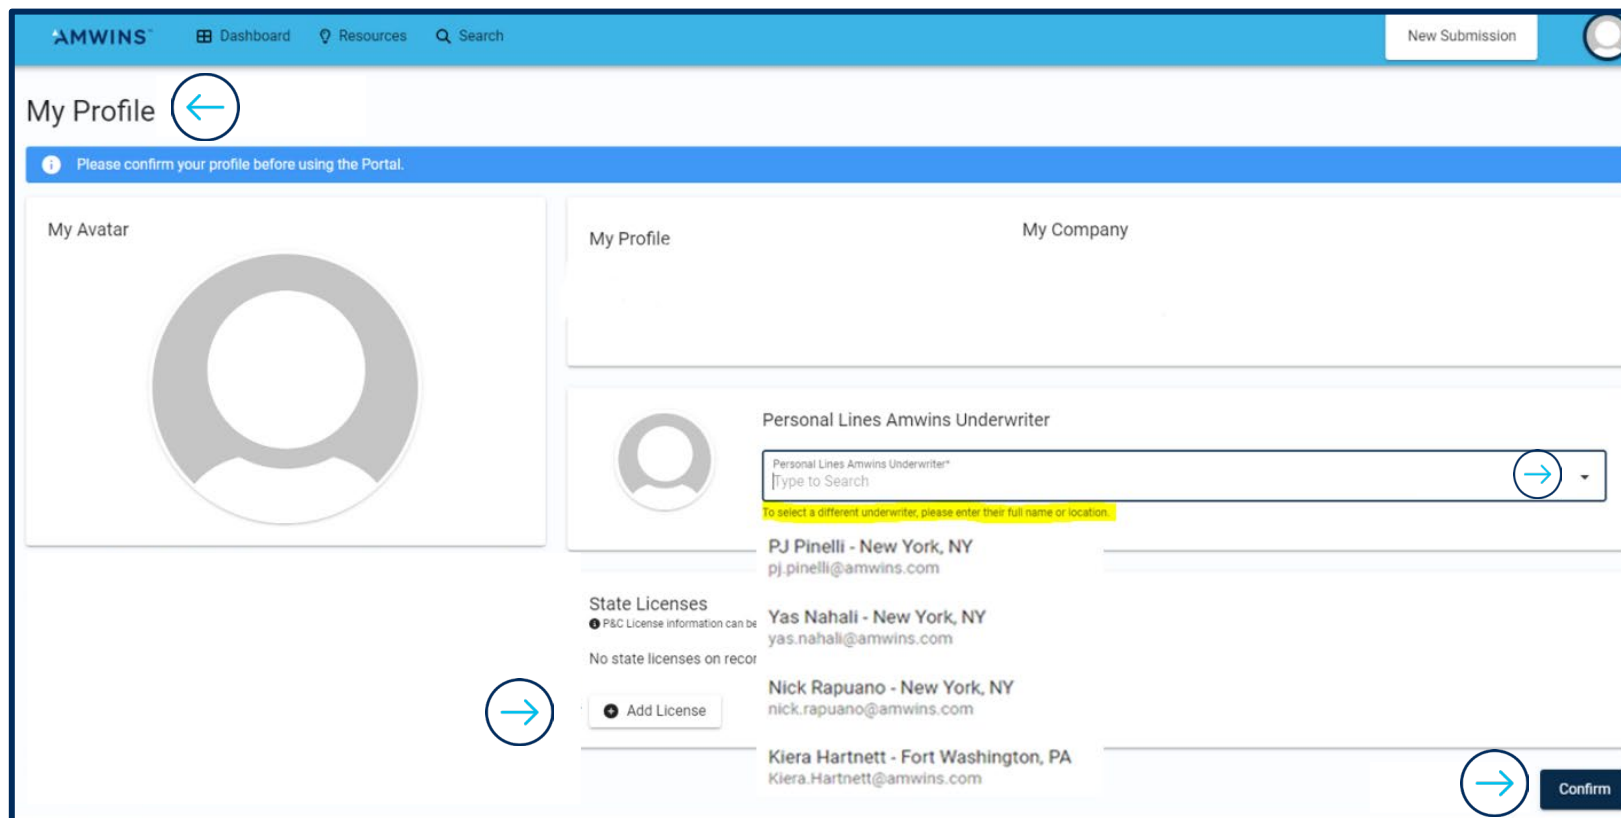 AMWINS
Dashboard
Resources
Search
New Submission
My Profile
Please confirm your profile before using the Portal.
My Avatar
My Profile
My Company
Personal Lines Amwins Underwriter
Personal Lines Amwins Underwriter*
Type to Search
To select a different underwriter, please enter their full name or location.
PJ Pinelli - New York, NY
pj.pinelli@amwins.com
Yas Nahali - New York, NY
yas.nahali@amwins.com
Nick Rapuano - New York, NY
nick.rapuano@amwins.com
Kiera Hartnett - Fort Washington, PA
Kiera.Hartnett@amwins.com
State Licenses
P&C License information can be
No state licenses on recor
Add License
Confirm